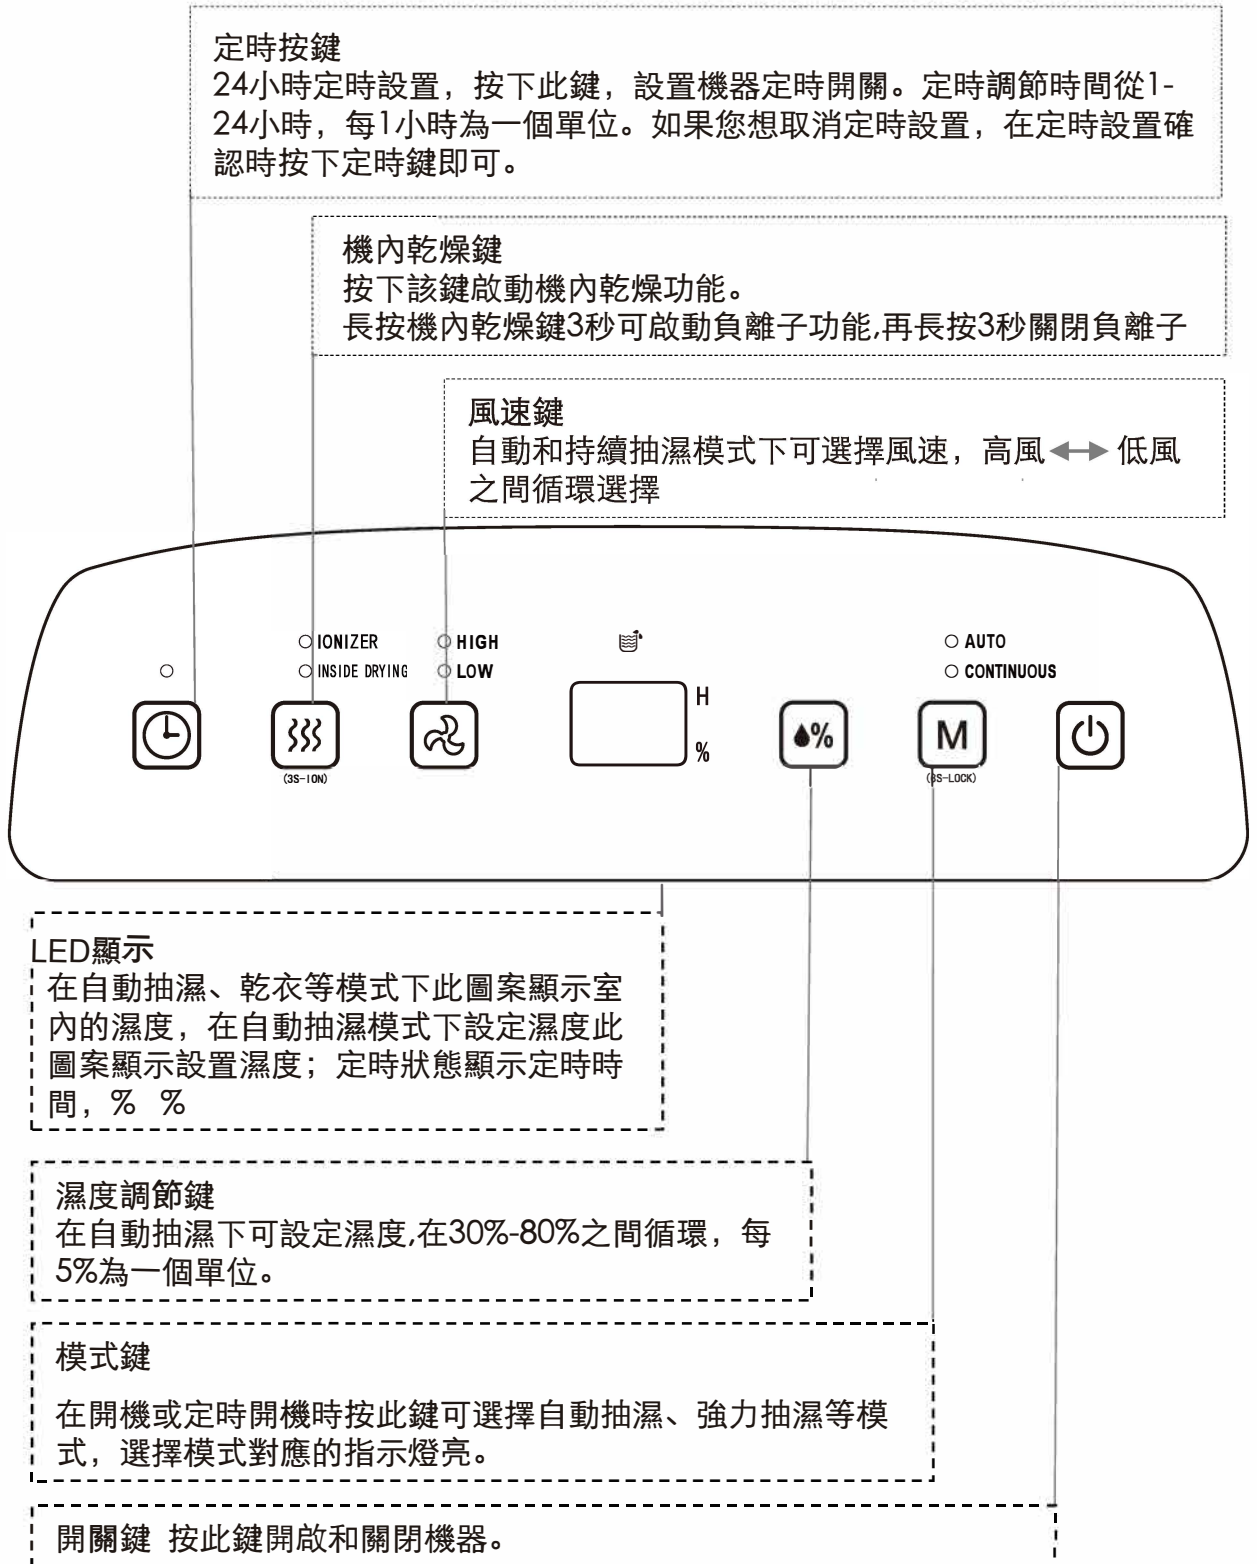 定時按鍵
24小時定時設置，按下此鍵，設置機器定時開關。定時調節時間從1-
24小時，每1小時為一個單位。如果您想取消定時設置，在定時設置確
認時按下定時鍵即可。
機內乾燥鍵
按下該鍵啟動機內乾燥功能。
長按機內乾燥鍵3秒可啟動負離子功能,再長按3秒關閉負離子
風速鍵
自動和持續抽濕模式下可選擇風速，高風 低風
之間循環選擇
IONIZER
INSIDE DRYING
HIGH
LOW
H
%
AUTO
CONTINUOUS
%
M
(3S-ION)
(3S-LOCK)
LED顯示
在自動抽濕、乾衣等模式下此圖案顯示室
內的濕度，在自動抽濕模式下設定濕度此
圖案顯示設置濕度；定時狀態顯示定時時
間，% %
濕度調節鍵
在自動抽濕下可設定濕度,在30%-80%之間循環，每
5%為一個單位。
模式鍵
在開機或定時開機時按此鍵可選擇自動抽濕、強力抽濕等模
式，選擇模式對應的指示燈亮。
開關鍵 按此鍵開啟和關閉機器。